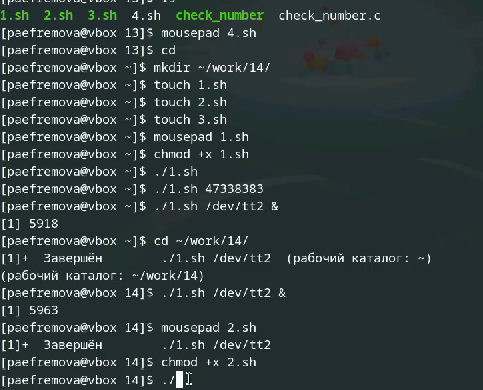 1.sh 2.sh 3.sh 4.sh check_number check_number.c
[paefremova@vbox 13]$ mousepad 4.sh
[paefremova@vbox 13]$ cd
[paefremova@vbox ~]$ mkdir ~/work/14/
[paefremova@vbox ~]$ touch 1.sh
[paefremova@vbox ~]$ touch 2.sh
[paefremova@vbox ~]$ touch 3.sh
[paefremova@vbox ~]$ mousepad 1.sh
[paefremova@vbox ~]$ chmod +x 1.sh
[paefremova@vbox ~]$ ./1.sh
[paefremova@vbox ~]$ ./1.sh 47338383
[paefremova@vbox ~]$ ./1.sh /dev/tt2 &
[1] 5918
[paefremova@vbox ~]$ cd ~/work/14/
[1]+  Завершён      ./1.sh /dev/tt2  (рабочий каталог: ~)
(рабочий каталог: ~/work/14)
[paefremova@vbox 14]$ ./1.sh /dev/tt2 &
[1] 5963
[paefremova@vbox 14]$ mousepad 2.sh
[1]+  Завершён      ./1.sh /dev/tt2
[paefremova@vbox 14]$ chmod +x 2.sh
[paefremova@vbox 14]$ ./